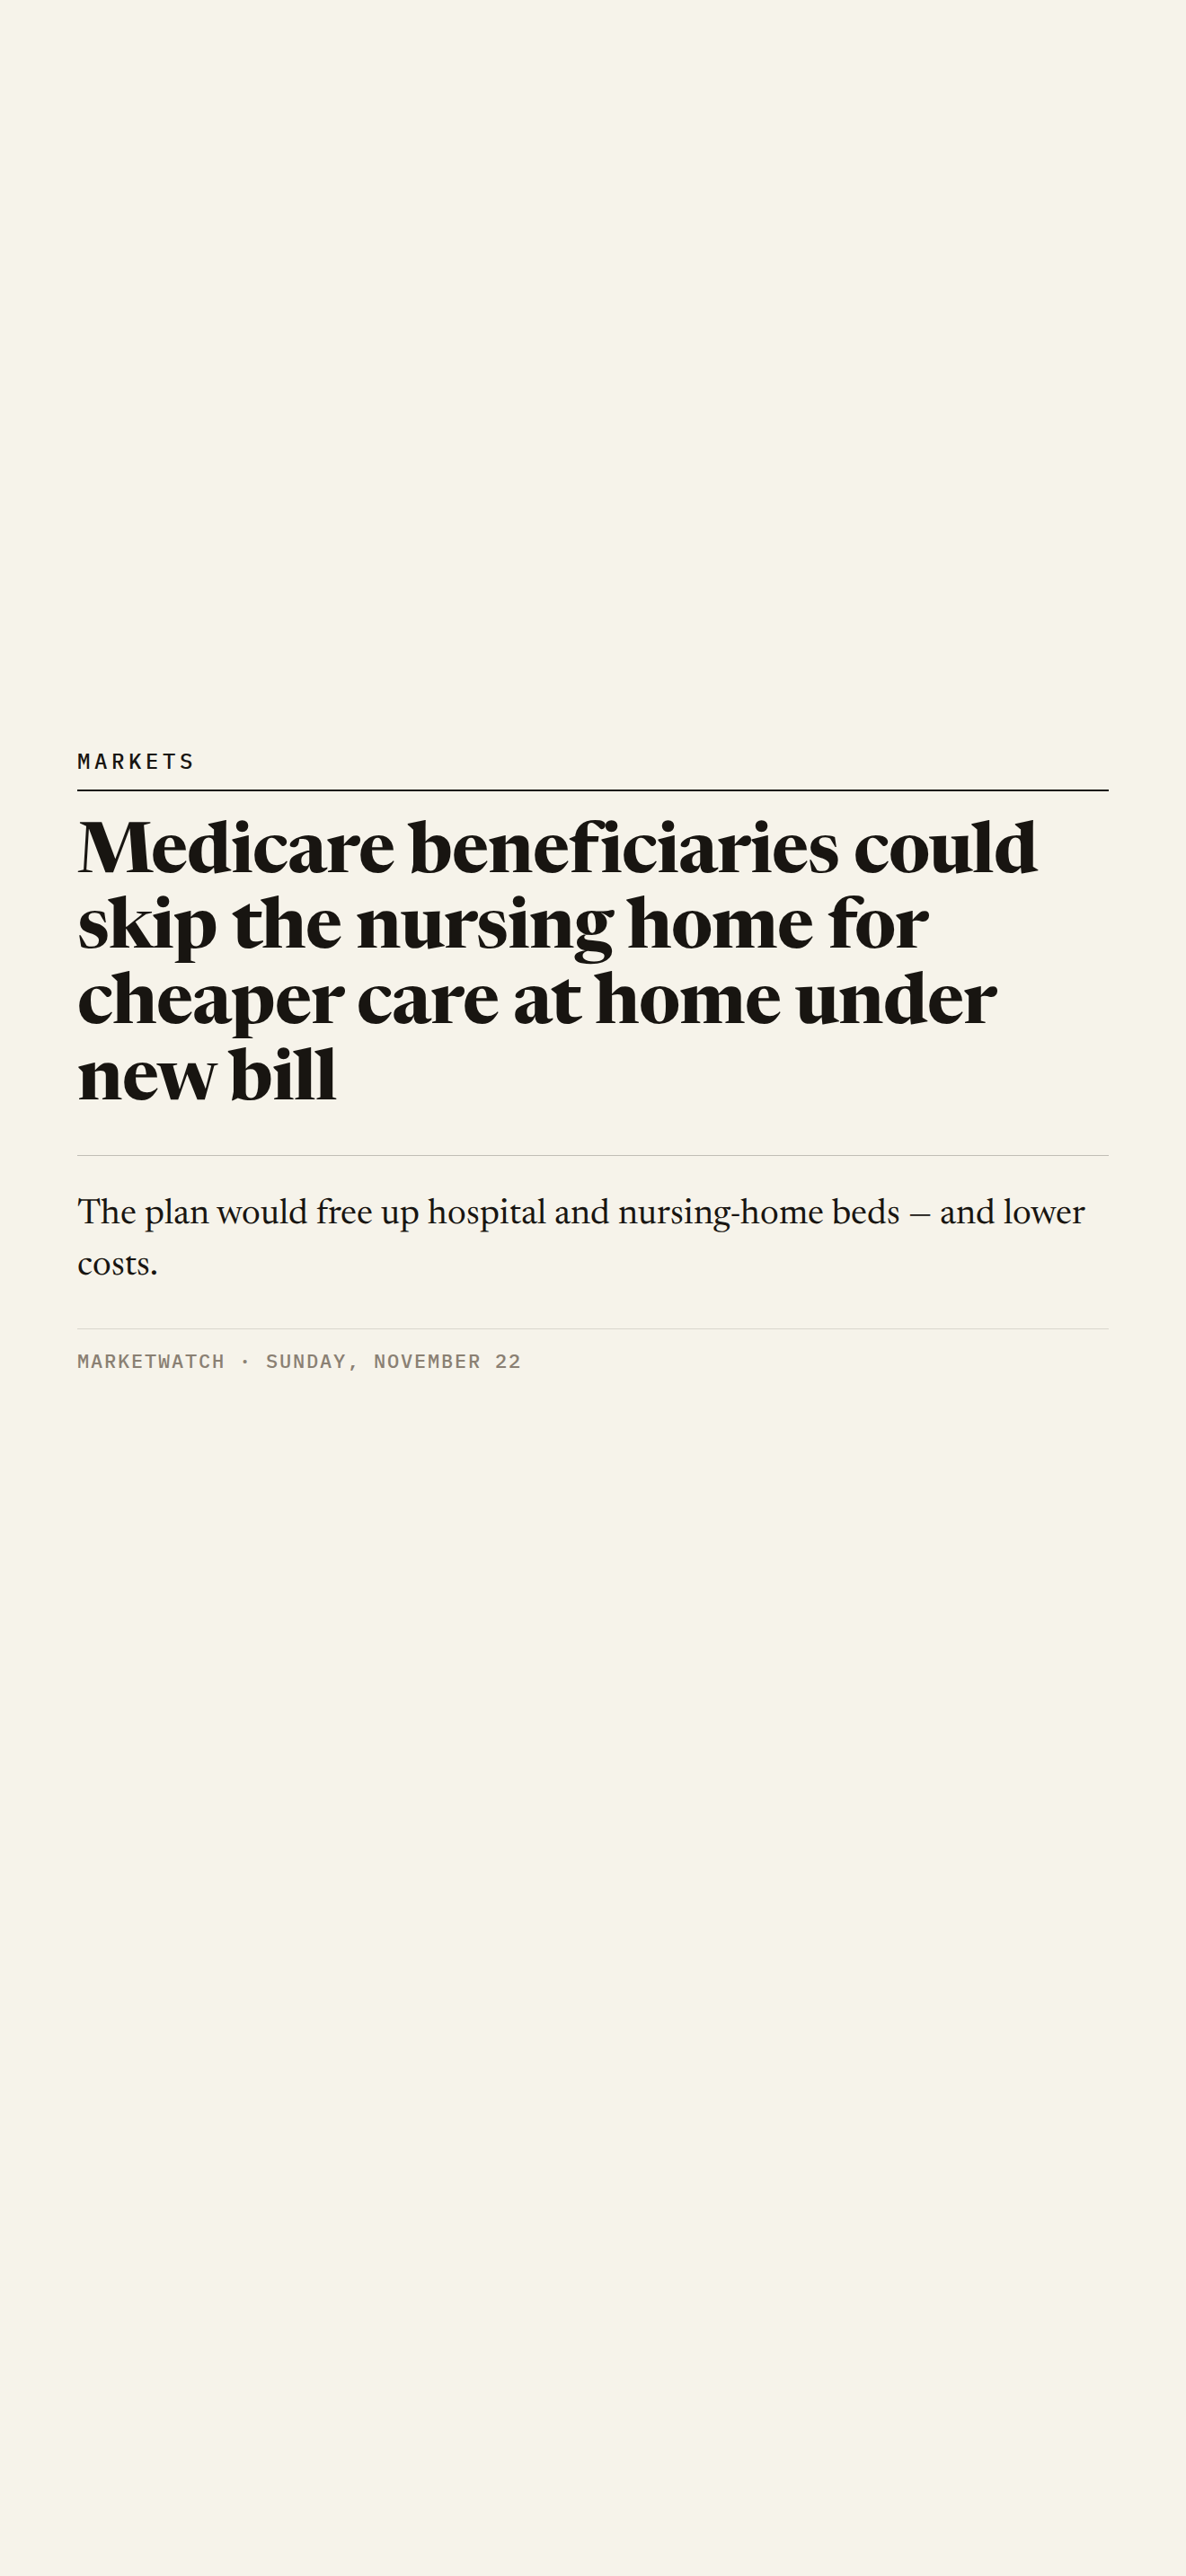 MARKETS
Medicare beneficiaries could
skip the nursing home for
cheaper care at home under
new bill
The plan would free up hospital and nursing-home beds — and lower
costs.
MARKETWATCH · SUNDAY, NOVEMBER 22